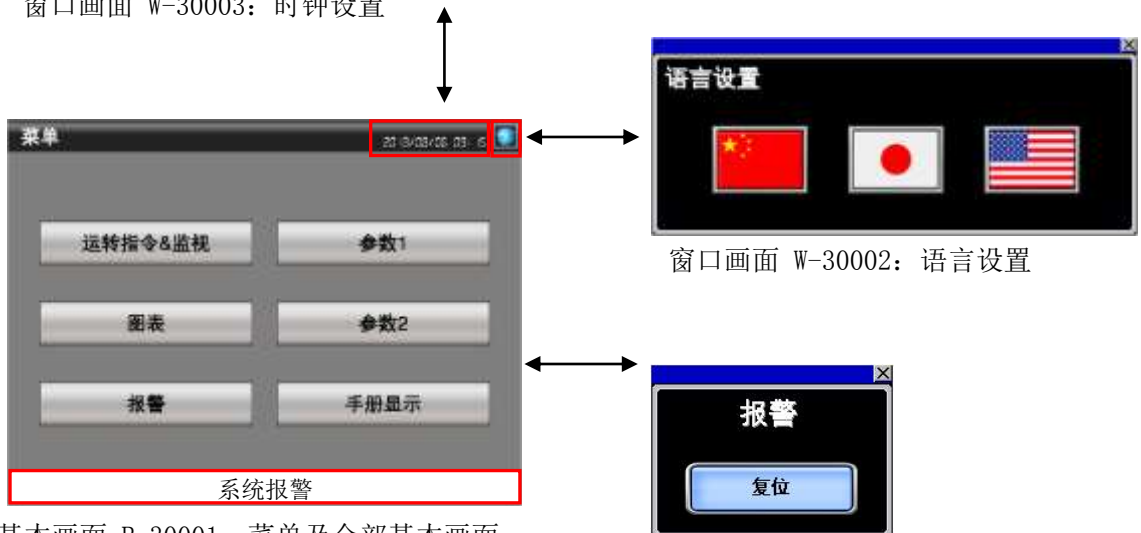 窗口画面 W-30003：时钟设置
语言设置
菜单
窗口画面 W-30002：语言设置
运转指令&监视
参数1
图表
参数2
报警
手册显示
系统报警
报警
复位
基本画面 B-30001 菜单及全部基本画面